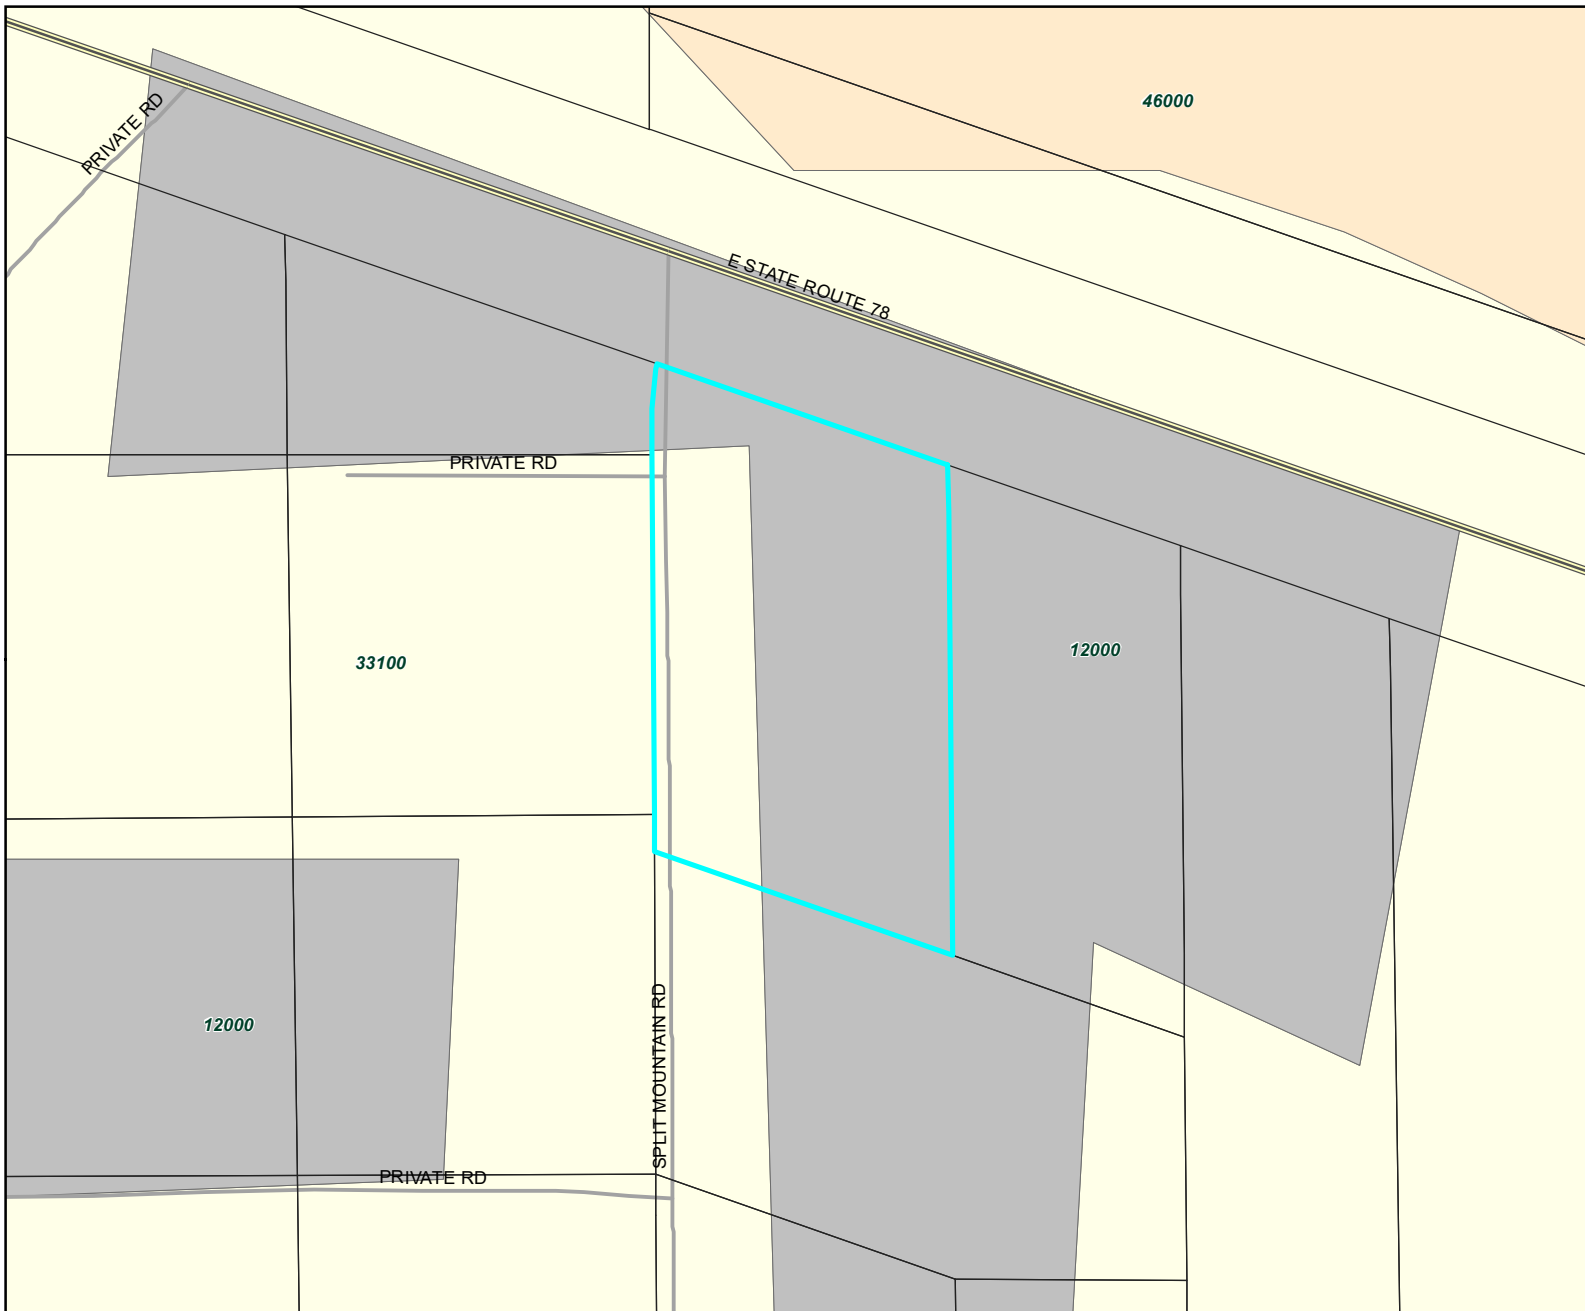 46000
PRIVATE RD
E STATE ROUTE 78
PRIVATE RD
12000
33100
12000
SPLIT MOUNTAIN RD
PRIVATE RD